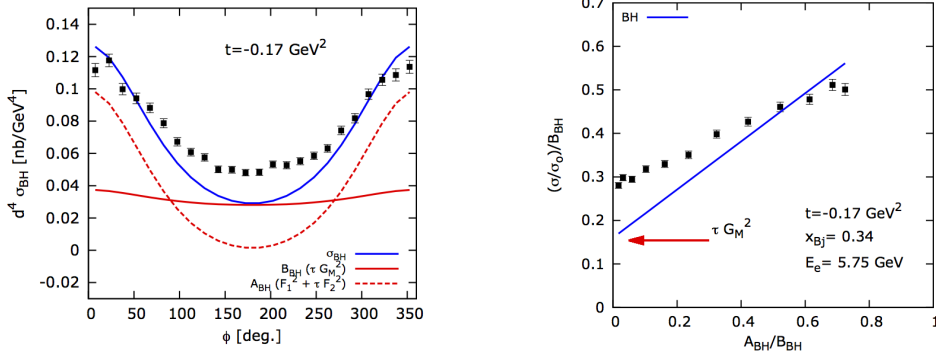 d⁴ σ_BH [nb/GeV⁴]
0.14
0.12
0.1
0.08
0.06
0.04
0.02
0
-0.02
t=-0.17 GeV²
σ_BH
B_BH (τ G_M²)
A_BH (F₁² + τ F₂²)
0 50 100 150 200 250 300 350
ϕ [deg.]
(σ/σ_o)/B_BH
0.7
0.6
0.5
0.4
0.3
0.2
0.1
0
BH
τ G_M²
t=-0.17 GeV²
x_Bj= 0.34
E_e= 5.75 GeV
0 0.2 0.4 0.6 0.8 1
A_BH/B_BH